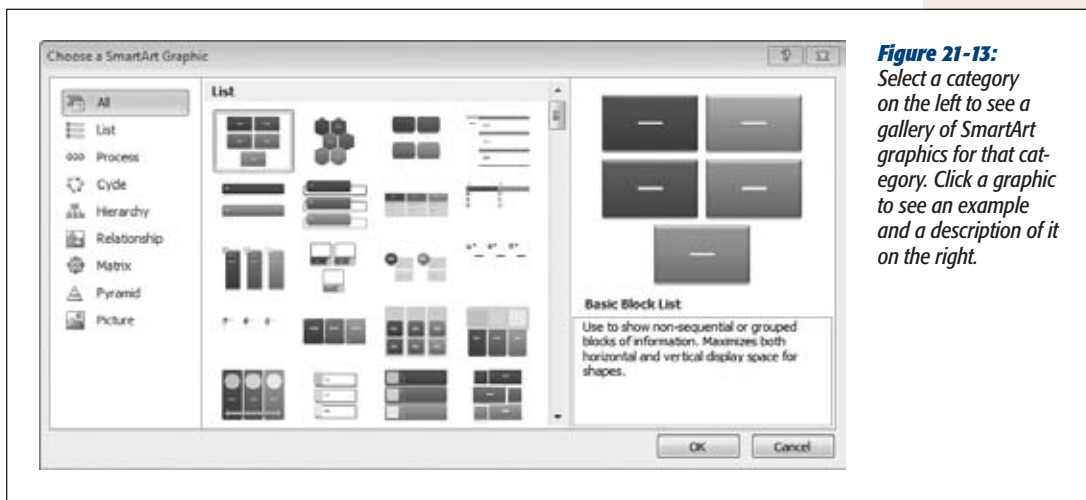 Choose a SmartArt Graphic
All
List
Process
Cycle
Hierarchy
Relationship
Matrix
Pyramid
Picture
List
Basic Block List
Use to show non-sequential or grouped
blocks of information. Maximizes both
horizontal and vertical display space for
shapes.
OK
Cancel
Figure 21-13:
Select a category
on the left to see a
gallery of SmartArt
graphics for that cat-
egory. Click a graphic
to see an example
and a description of it
on the right.